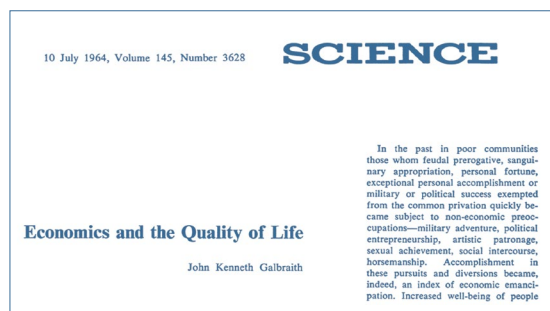 10 July 1964, Volume 145, Number 3628
SCIENCE
Economics and the Quality of Life
John Kenneth Galbraith
In the past in poor communities
those whom feudal prerogative, sangui-
nary appropriation, personal fortune,
exceptional personal accomplishment or
military or political success exempted
from the common privation quickly be-
came subject to non-economic preoc-
cupations—military adventure, political
entrepreneurship, artistic patronage,
sexual achievement, social intercourse,
horsemanship. Accomplishment in
these pursuits and diversions became,
indeed, an index of economic emanci-
pation. Increased well-being of people